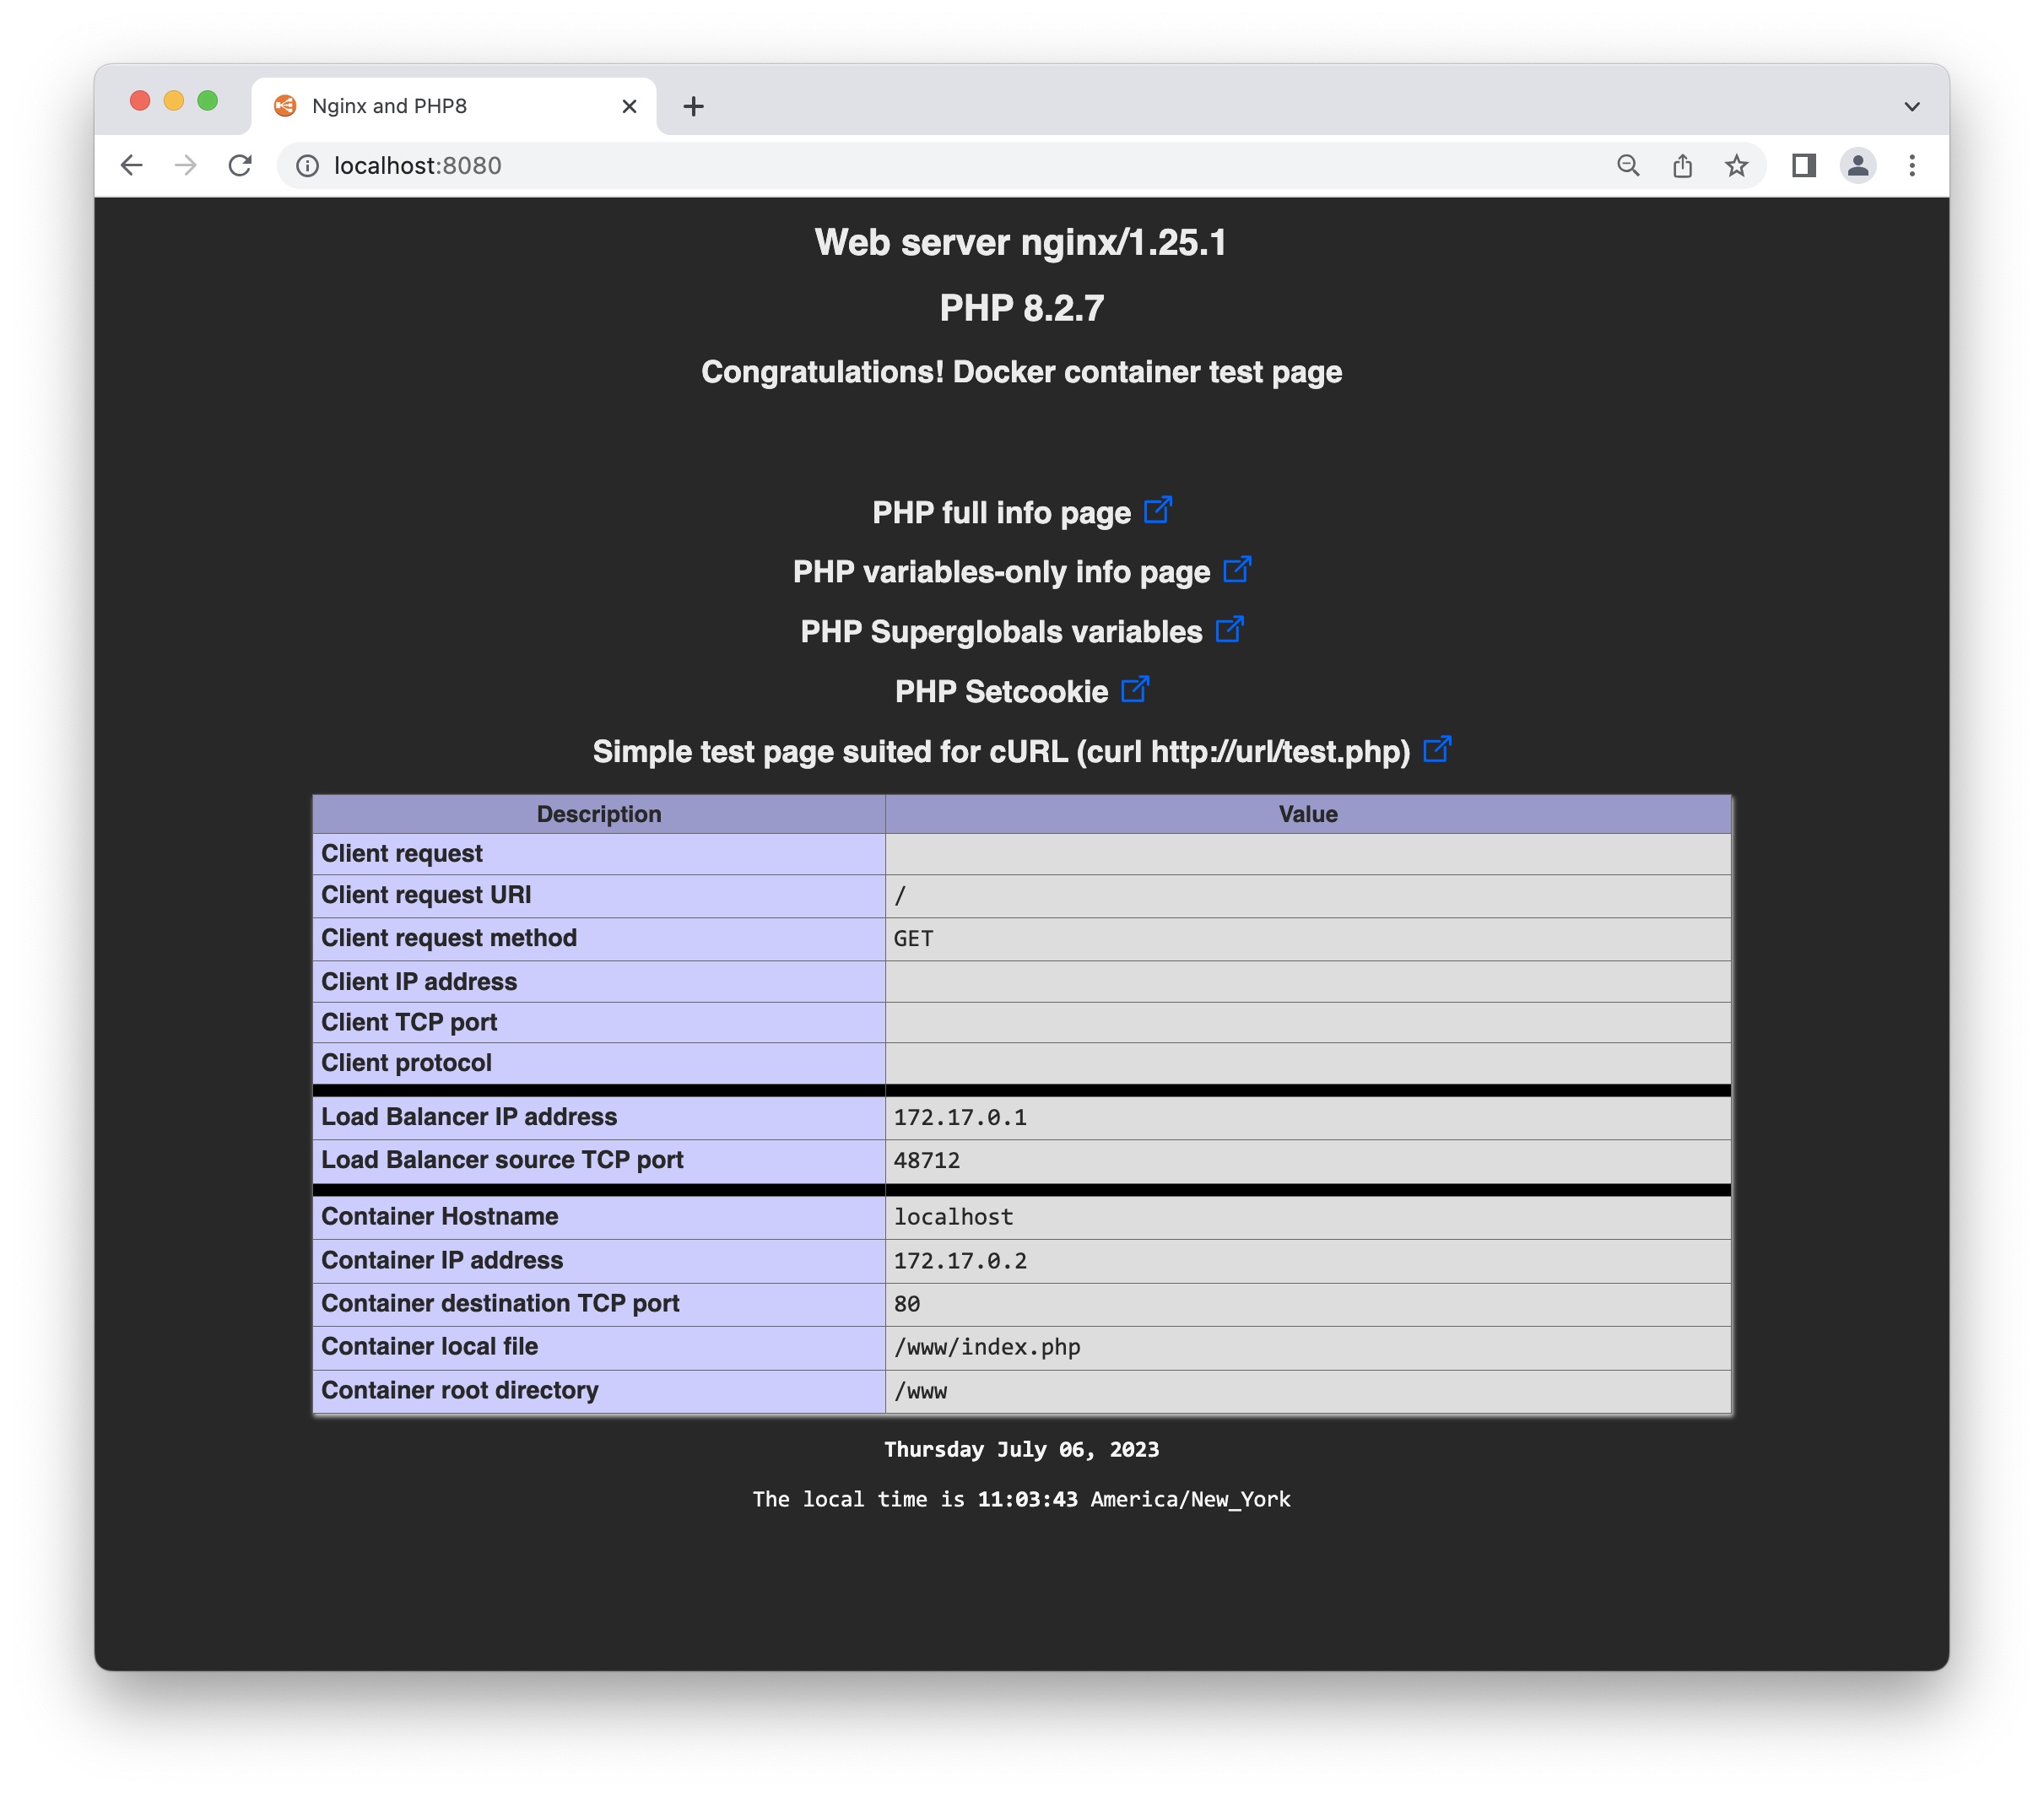 Nginx and PHP8
localhost:8080
Web server nginx/1.25.1
PHP 8.2.7
Congratulations! Docker container test page
PHP full info page
PHP variables-only info page
PHP Superglobals variables
PHP Setcookie
Simple test page suited for cURL (curl http://url/test.php)
Description Value
Client request
Client request URI /
Client request method GET
Client IP address
Client TCP port
Client protocol
Load Balancer IP address 172.17.0.1
Load Balancer source TCP port 48712
Container Hostname localhost
Container IP address 172.17.0.2
Container destination TCP port 80
Container local file /www/index.php
Container root directory /www
Thursday July 06, 2023
The local time is 11:03:43 America/New_York